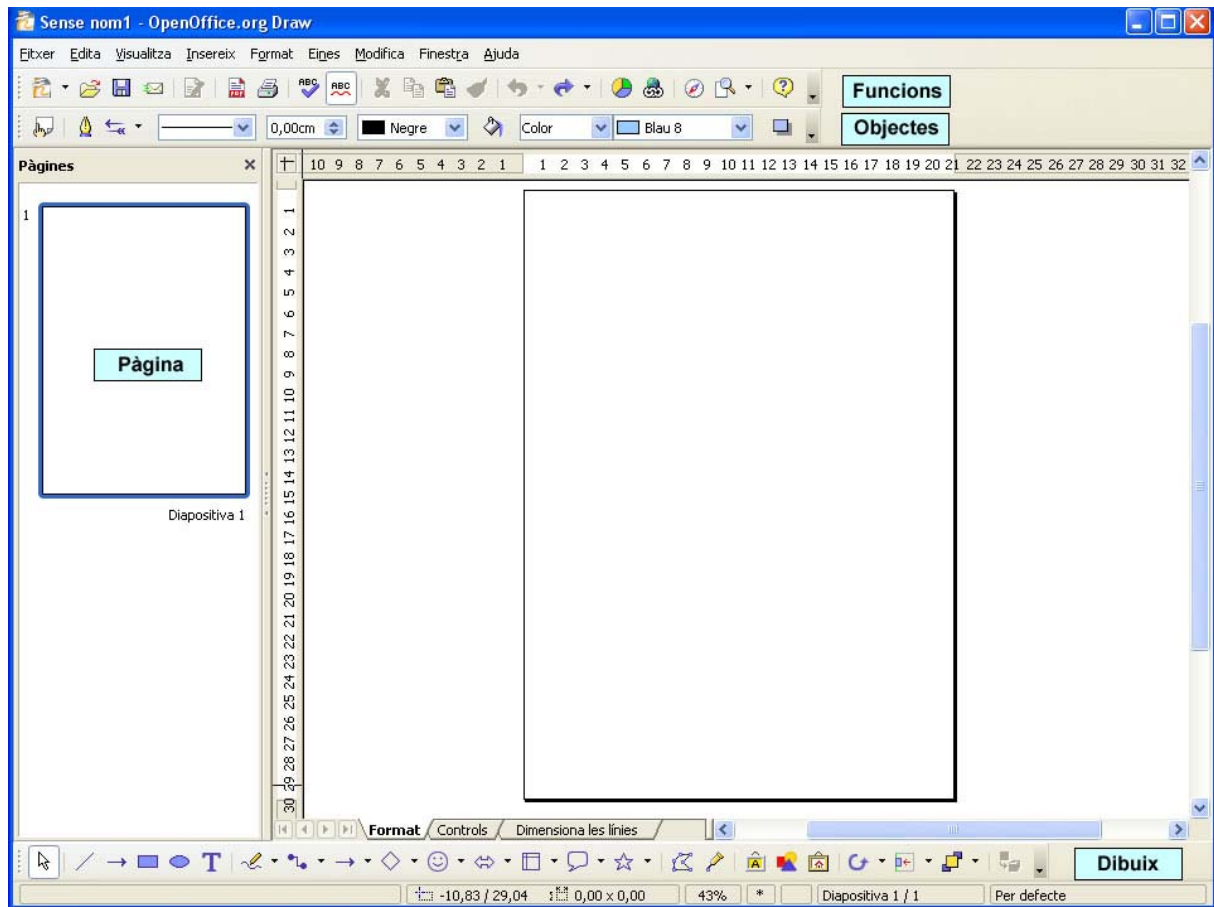 Sense nom1 - OpenOffice.org Draw
Fitxer Edita Visualitza Insereix Format Eines Modifica Finestra Ajuda
ABC ABC Funcions
0,00cm Negre Color Blau 8 Objectes
Pàgines ×
10 9 8 7 6 5 4 3 2 1 1 2 3 4 5 6 7 8 9 10 11 12 13 14 15 16 17 18 19 20 21 22 23 24 25 26 27 28 29 30 31 32
1
Pàgina
Diapositiva 1
1 2 3 4 5 6 7 8 9 10 11 12 13 14 15 16 17 18 19 20 21 22 23 24 25 26 27 28 29 30
Format Controls Dimensiona les línies
T A Dibuix
-10,83 / 29,04 0,00 x 0,00 43% * Diapositiva 1 / 1 Per defecte